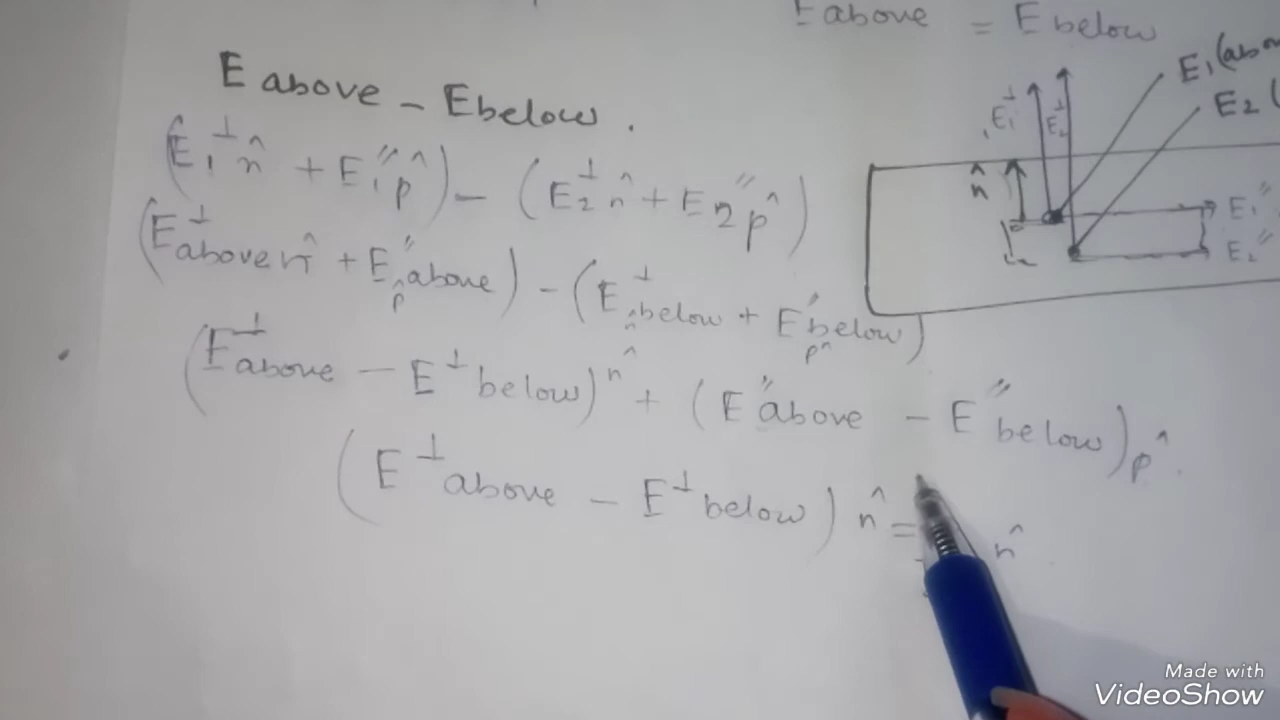 E above = E below
E above - E below .
(E₁^⊥ n̂ + E₁^∥ p̂) - (E₂^⊥ n̂ + E₂^∥ p̂)
(E^⊥ above n̂ + E^∥ p̂ above) - (E^⊥ n̂ below + E^∥ below p̂)
(E^⊥ above - E^⊥ below) n̂ + (E^∥ above - E^∥ below) p̂ .
(E^⊥ above - E^⊥ below) n̂ = n̂
E₁^⊥
E₂^⊥
n̂
E₁
E₂ (
E₁^∥
E₂^∥
Made with
VideoShow